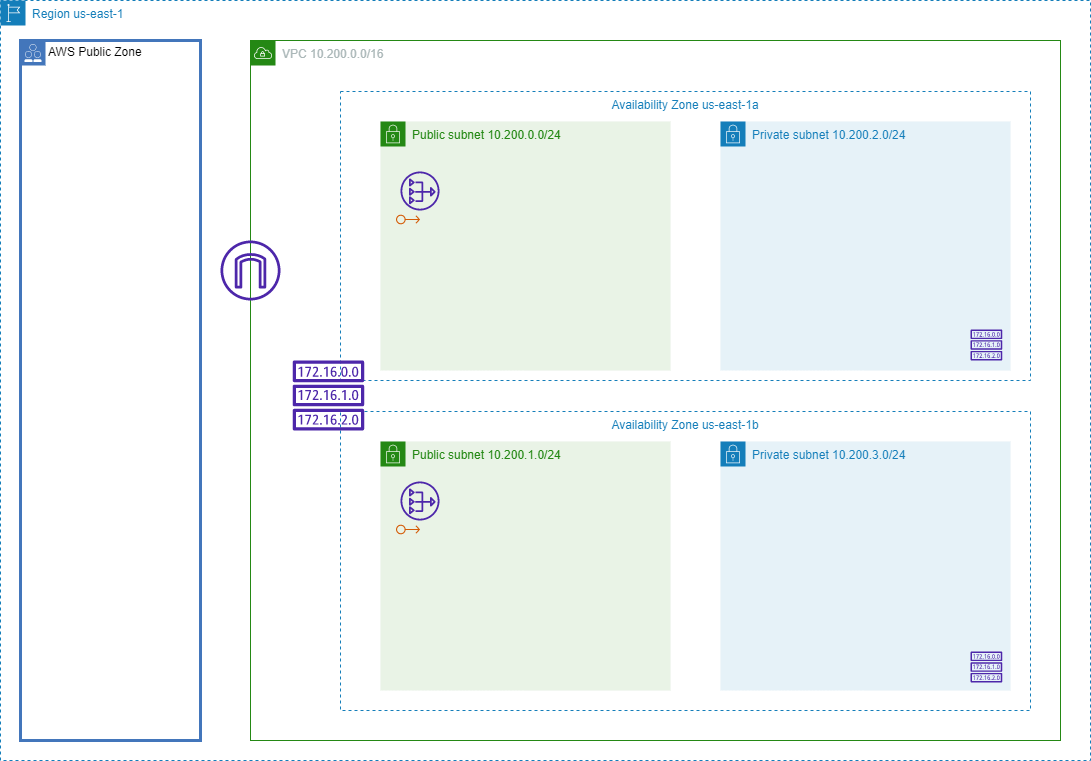 Region us-east-1
AWS Public Zone
VPC 10.200.0.0/16
Availability Zone us-east-1a
Public subnet 10.200.0.0/24
Private subnet 10.200.2.0/24
172.16.0.0
172.16.1.0
172.16.2.0
172.16.0.0
172.16.1.0
172.16.2.0
Availability Zone us-east-1b
Public subnet 10.200.1.0/24
Private subnet 10.200.3.0/24
172.16.0.0
172.16.1.0
172.16.2.0